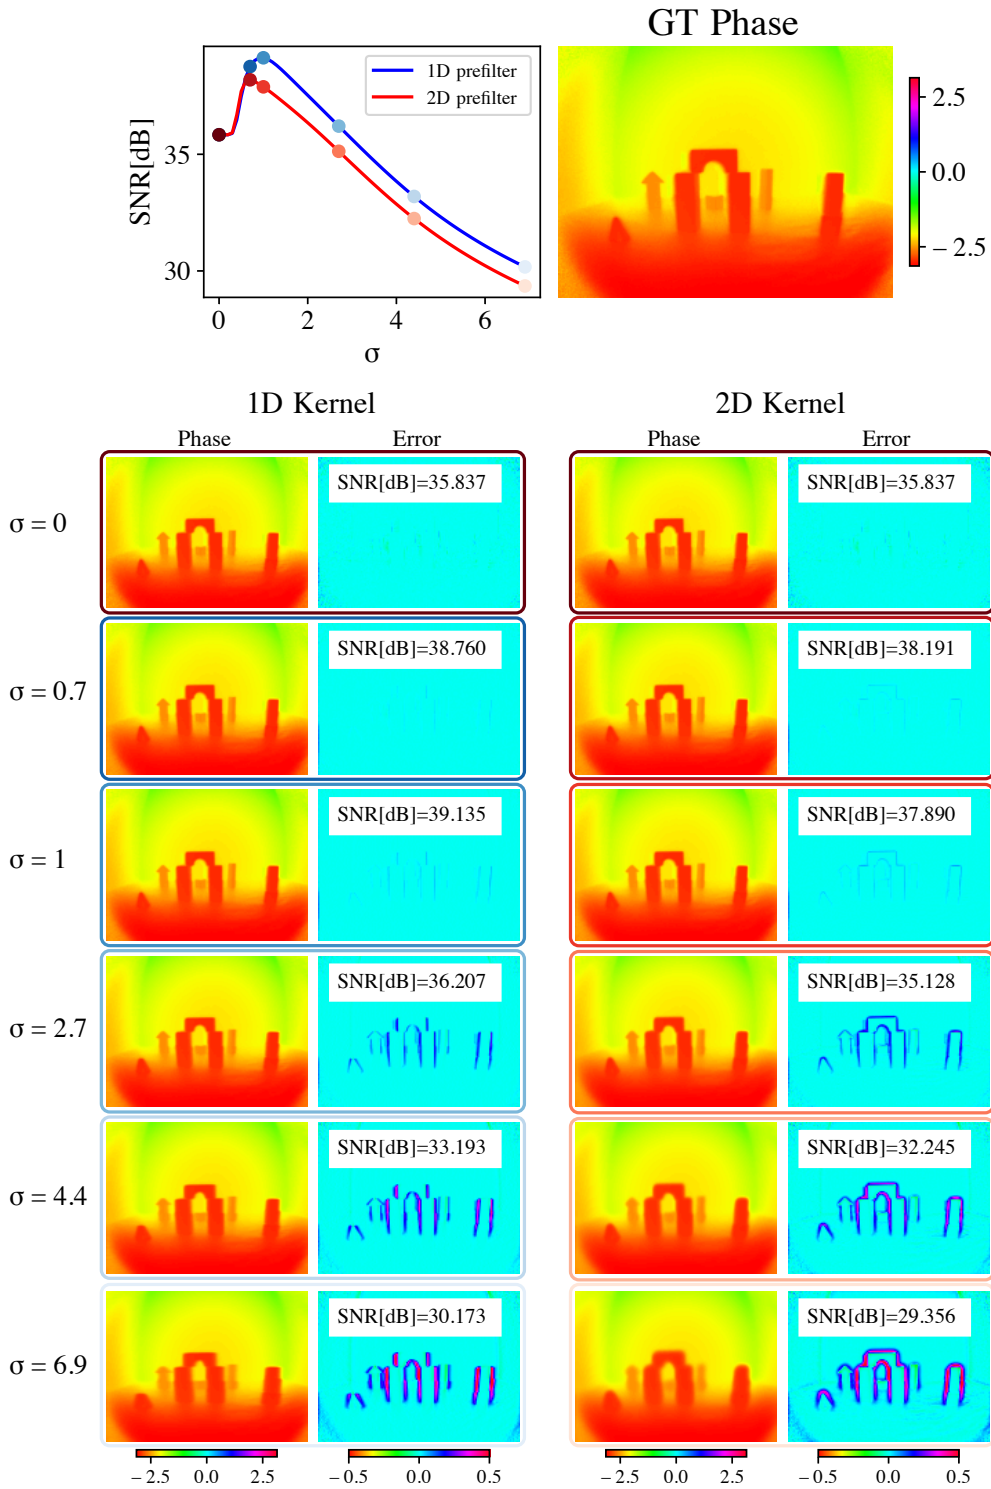 GT Phase
1D prefilter
2D prefilter
SNR[dB]
35
30
0 2 4 6
σ
2.5
0.0
−2.5
1D Kernel 2D Kernel
Phase Error Phase Error
σ = 0 SNR[dB]=35.837 SNR[dB]=35.837
σ = 0.7 SNR[dB]=38.760 SNR[dB]=38.191
σ = 1 SNR[dB]=39.135 SNR[dB]=37.890
σ = 2.7 SNR[dB]=36.207 SNR[dB]=35.128
σ = 4.4 SNR[dB]=33.193 SNR[dB]=32.245
σ = 6.9 SNR[dB]=30.173 SNR[dB]=29.356
−2.5 0.0 2.5 −0.5 0.0 0.5 −2.5 0.0 2.5 −0.5 0.0 0.5